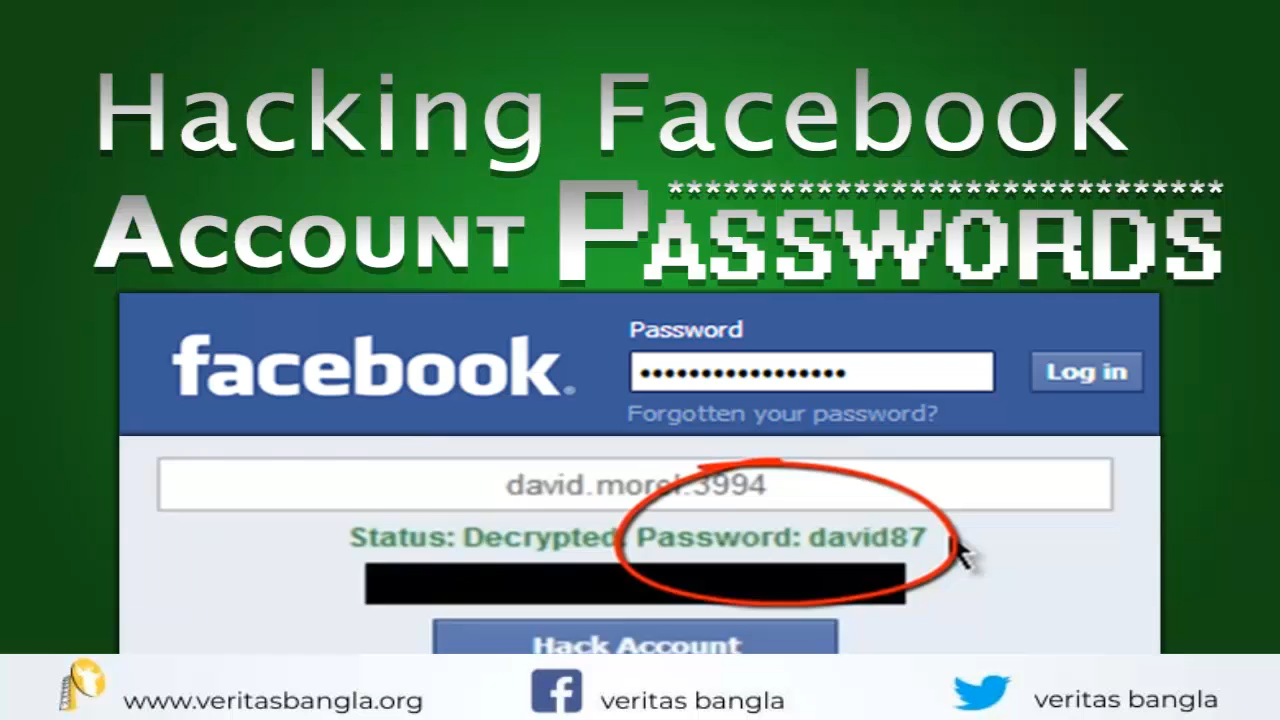 Hacking Facebook
Account Passwords
******************************
facebook.
Password
•••••••••••••••••
Log in
Forgotten your password?
david.morel.3994
Status: Decrypted. Password: david87
Hack Account
www.veritasbangla.org
f
veritas bangla
veritas bangla